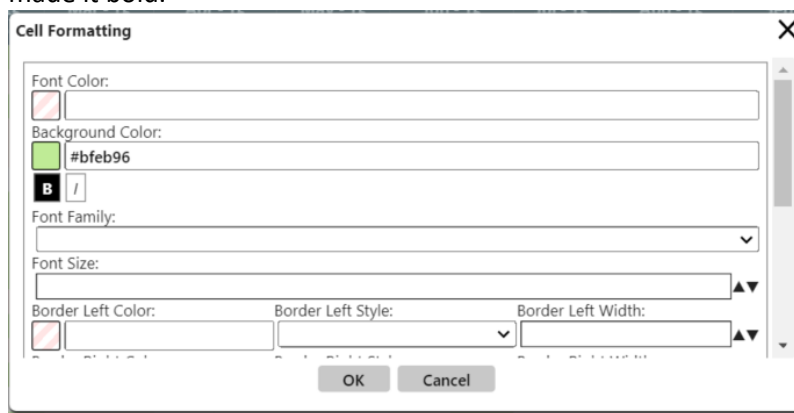 made it bold.
Cell Formatting
Font Color:
Background Color:
#bfeb96
B I
Font Family:
Font Size:
Border Left Color: Border Left Style: Border Left Width:
OK Cancel